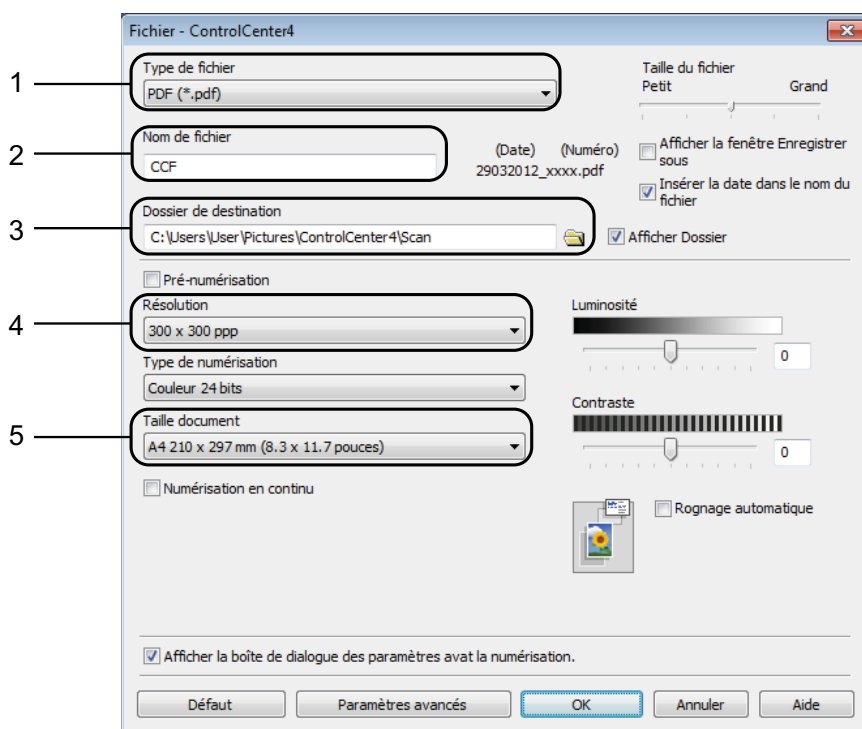 Fichier - ControlCenter4
1
Type de fichier
PDF (*.pdf)
Taille du fichier
Petit Grand
2
Nom de fichier
CCF
(Date) (Numéro)
29032012_xxxx.pdf
Afficher la fenêtre Enregistrer
sous
Insérer la date dans le nom du
fichier
3
Dossier de destination
C:\Users\User\Pictures\ControlCenter4\Scan
Afficher Dossier
Pré-numérisation
4
Résolution
300 x 300 ppp
Luminosité
0
Type de numérisation
Couleur 24 bits
5
Taille document
A4 210 x 297 mm (8.3 x 11.7 pouces)
Contraste
0
Numérisation en continu
Rognage automatique
Afficher la boîte de dialogue des paramètres avat la numérisation.
Défaut Paramètres avancés OK Annuler Aide